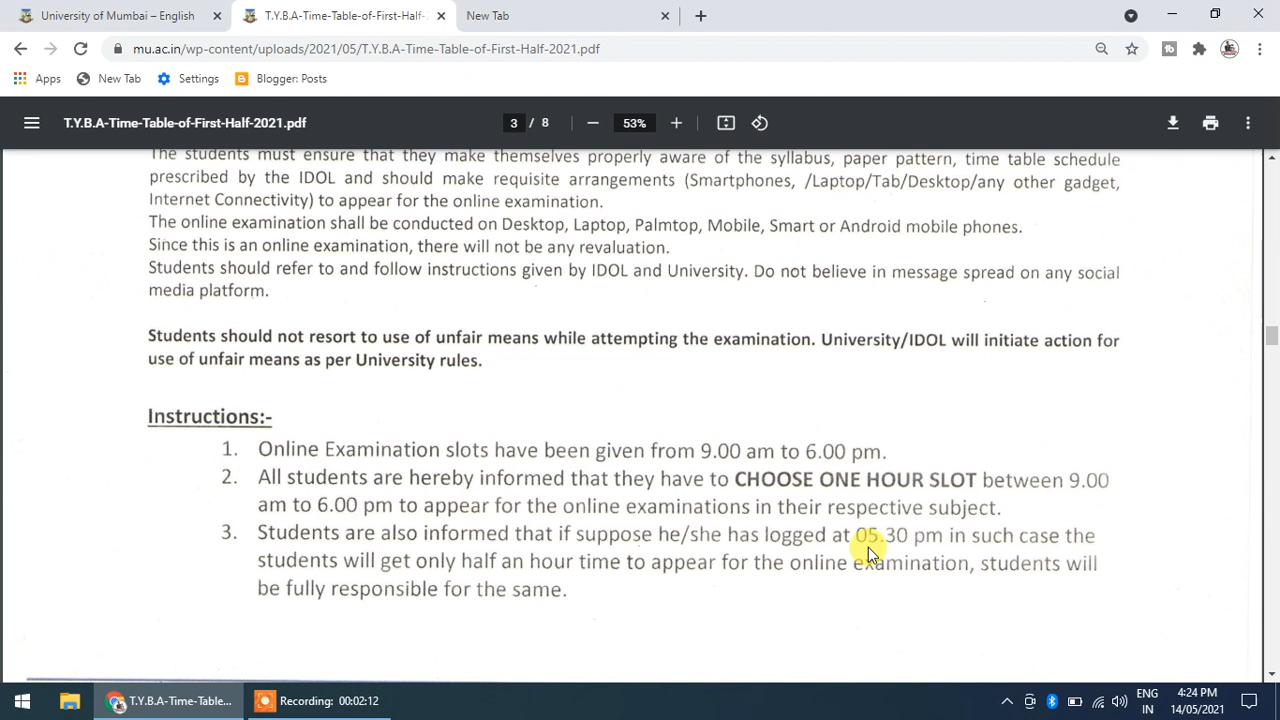 University of Mumbai – English
T.Y.B.A-Time-Table-of-First-Half-
New Tab
mu.ac.in/wp-content/uploads/2021/05/T.Y.B.A-Time-Table-of-First-Half-2021.pdf
Apps
New Tab
Settings
Blogger: Posts
T.Y.B.A-Time-Table-of-First-Half-2021.pdf
3 / 8
53%
The students must ensure that they make themselves properly aware of the syllabus, paper pattern, time table schedule
prescribed by the IDOL and should make requisite arrangements (Smartphones, /Laptop/Tab/Desktop/any other gadget,
Internet Connectivity) to appear for the online examination.
The online examination shall be conducted on Desktop, Laptop, Palmtop, Mobile, Smart or Android mobile phones.
Since this is an online examination, there will not be any revaluation.
Students should refer to and follow instructions given by IDOL and University. Do not believe in message spread on any social
media platform.
Students should not resort to use of unfair means while attempting the examination. University/IDOL will initiate action for
use of unfair means as per University rules.
Instructions:-
1. Online Examination slots have been given from 9.00 am to 6.00 pm.
2. All students are hereby informed that they have to CHOOSE ONE HOUR SLOT between 9.00
am to 6.00 pm to appear for the online examinations in their respective subject.
3. Students are also informed that if suppose he/she has logged at 05.30 pm in such case the
students will get only half an hour time to appear for the online examination, students will
be fully responsible for the same.
T.Y.B.A-Time-Table...
Recording: 00:02:12
ENG
IN
4:24 PM
14/05/2021